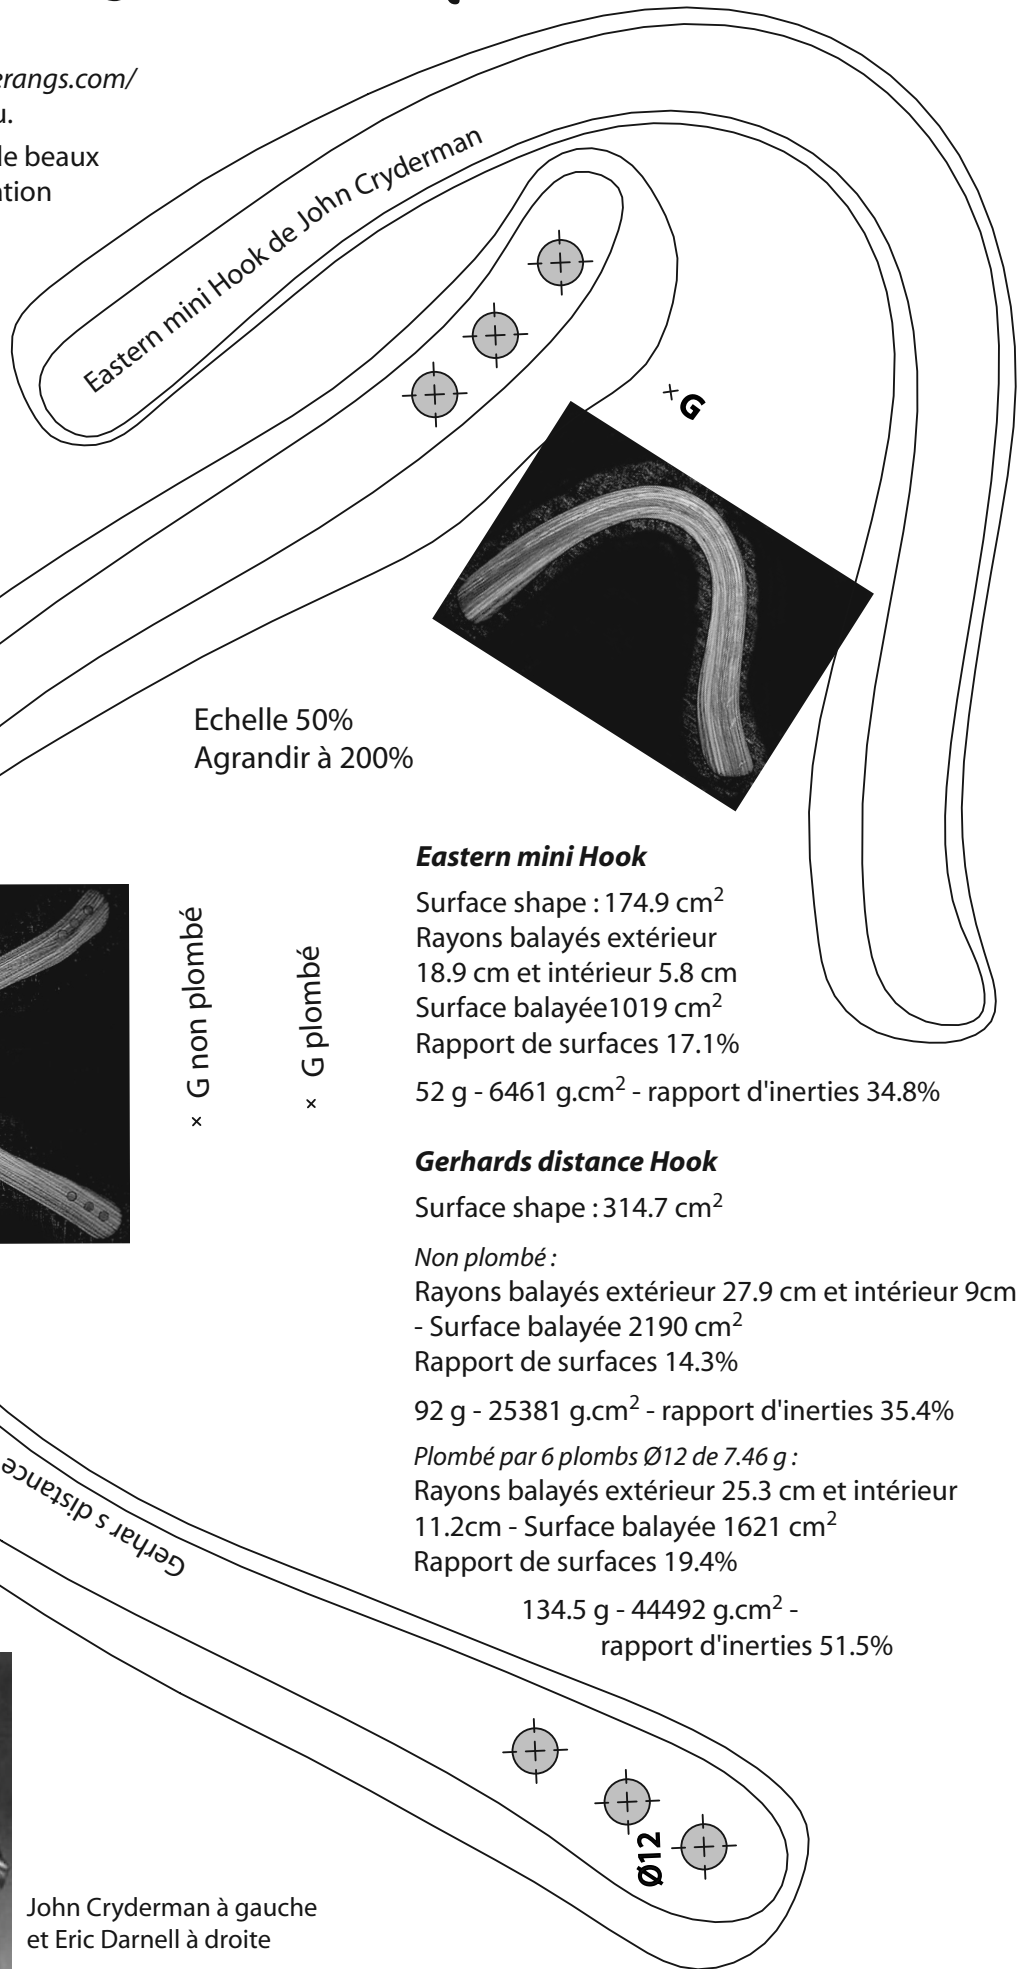 erangs.com/
u.
de beaux
ation
Eastern mini Hook de John Cryderman
G
Echelle 50%
Agrandir à 200%
G non plombé
G plombé
Eastern mini Hook
Surface shape : 174.9 cm²
Rayons balayés extérieur
18.9 cm et intérieur 5.8 cm
Surface balayée1019 cm²
Rapport de surfaces 17.1%
52 g - 6461 g.cm² - rapport d'inerties 34.8%
Gerhards distance Hook
Surface shape : 314.7 cm²
Non plombé :
Rayons balayés extérieur 27.9 cm et intérieur 9cm
- Surface balayée 2190 cm²
Rapport de surfaces 14.3%
92 g - 25381 g.cm² - rapport d'inerties 35.4%
Plombé par 6 plombs Ø12 de 7.46 g :
Rayons balayés extérieur 25.3 cm et intérieur
11.2cm - Surface balayée 1621 cm²
Rapport de surfaces 19.4%
134.5 g - 44492 g.cm² -
rapport d'inerties 51.5%
Gerhar s distance
Ø12
John Cryderman à gauche
et Eric Darnell à droite